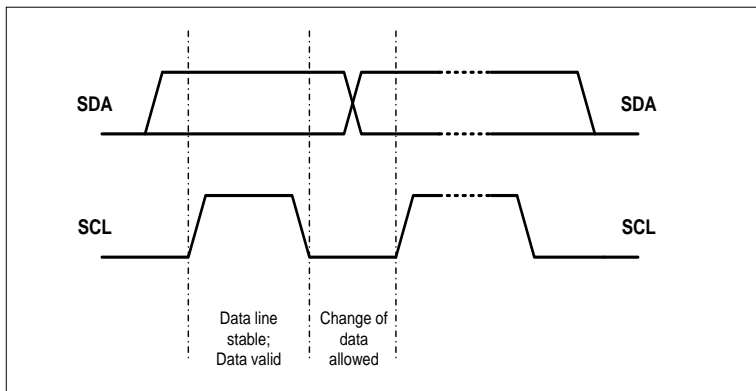 SDA
SDA
SCL
SCL
Data line
stable;
Data valid
Change of
data
allowed